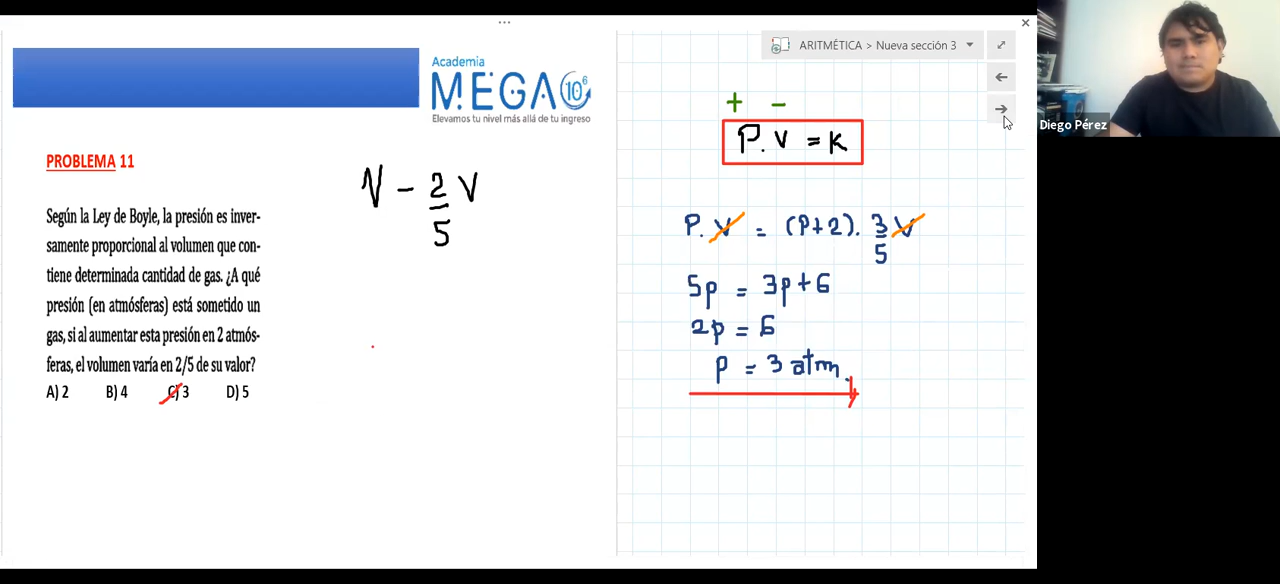 ARITMÉTICA > Nueva sección 3
Academia
MEGA 10⁶
Elevamos tu nivel más allá de tu ingreso
PROBLEMA 11
Según la Ley de Boyle, la presión es inver-
samente proporcional al volumen que con-
tiene determinada cantidad de gas. ¿A qué
presión (en atmósferas) está sometido un
gas, si al aumentar esta presión en 2 atmós-
feras, el volumen varía en 2/5 de su valor?
A) 2 B) 4 C) 3 D) 5
V - 2/5 V
+ -
P. V = K
P. V = (P+2). 3/5 V
5p = 3p+6
2p = 6
p = 3 atm.
Diego Pérez